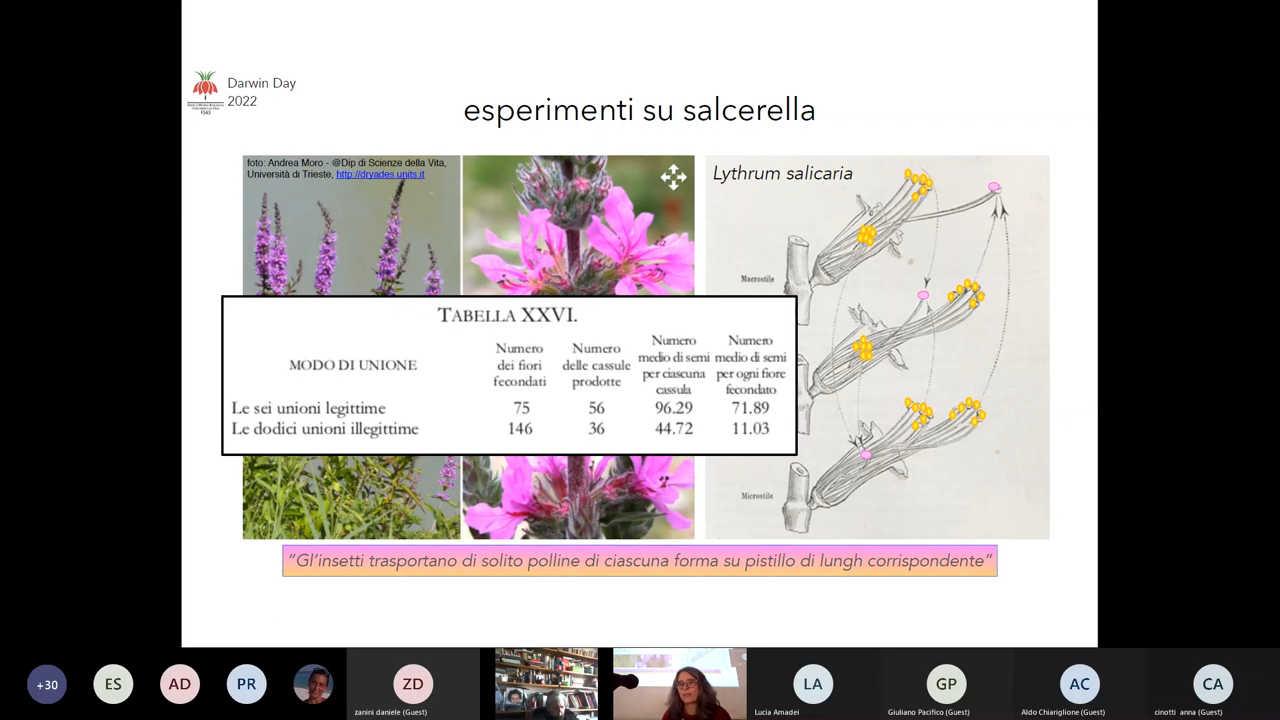 Darwin Day
2022
esperimenti su salcerella
foto: Andrea Moro - @Dip di Scienze della Vita,
Università di Trieste, http://dryades.units.it
Lythrum salicaria
Macrostile
TABELLA XXVI.
MODO DI UNIONE
Numero
dei fiori
fecondati
Numero
delle cassule
prodotte
Numero
medio di semi
per ciascuna
cassula
Numero
medio di semi
per ogni fiore
fecondato
Le sei unioni legittime 75 56 96.29 71.89
Le dodici unioni illegittime 146 36 44.72 11.03
Microstile
“Gl’insetti trasportano di solito polline di ciascuna forma su pistillo di lungh corrispondente”
+30
ES
AD
PR
ZD
zanini daniele (Guest)
LA
Lucia Amadei
GP
Giuliano Pacifico (Guest)
AC
Aldo Chiariglione (Guest)
CA
cinotti anna (Guest)